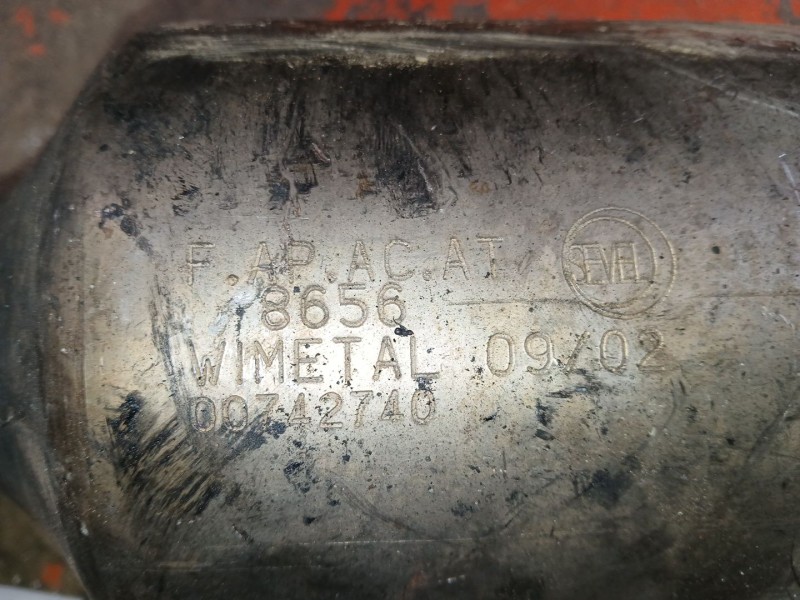 F.AP.AC.AT SEVEL
8656
WIMETAL 09/02
00742740